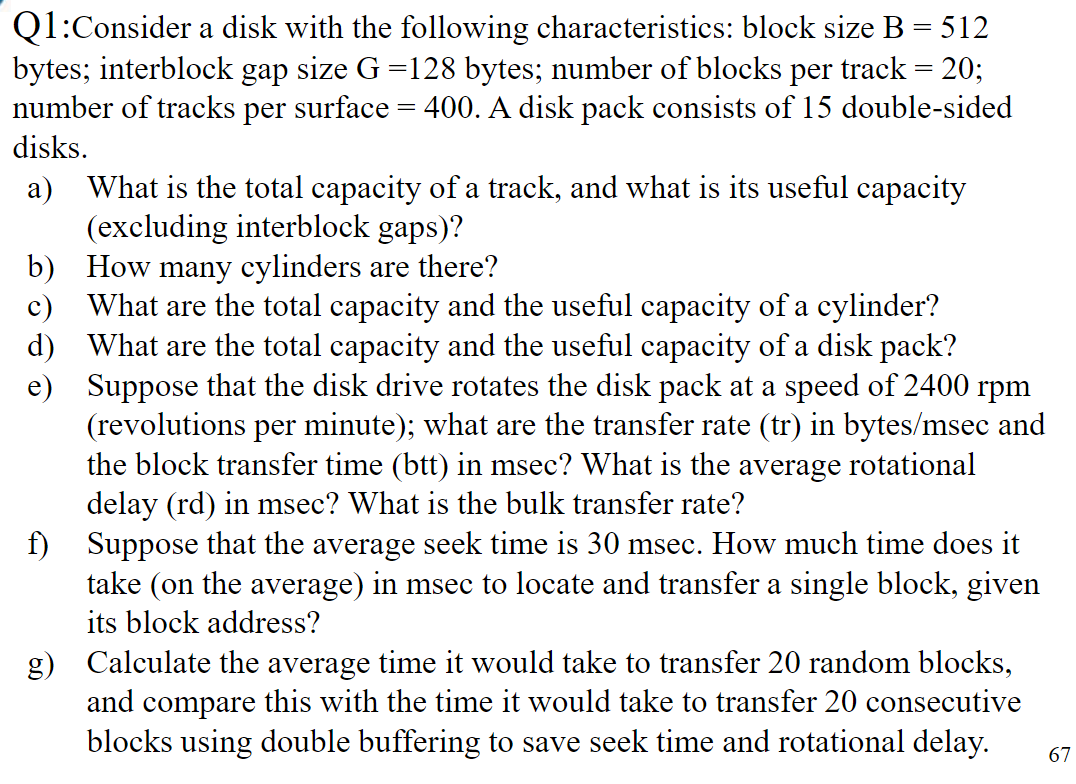 Q1:Consider a disk with the following characteristics: block size B = 512
bytes; interblock gap size G =128 bytes; number of blocks per track = 20;
number of tracks per surface = 400. A disk pack consists of 15 double-sided
disks.
a) What is the total capacity of a track, and what is its useful capacity
(excluding interblock gaps)?
b) How many cylinders are there?
c) What are the total capacity and the useful capacity of a cylinder?
d) What are the total capacity and the useful capacity of a disk pack?
e) Suppose that the disk drive rotates the disk pack at a speed of 2400 rpm
(revolutions per minute); what are the transfer rate (tr) in bytes/msec and
the block transfer time (btt) in msec? What is the average rotational
delay (rd) in msec? What is the bulk transfer rate?
f) Suppose that the average seek time is 30 msec. How much time does it
take (on the average) in msec to locate and transfer a single block, given
its block address?
g) Calculate the average time it would take to transfer 20 random blocks,
and compare this with the time it would take to transfer 20 consecutive
blocks using double buffering to save seek time and rotational delay.
67